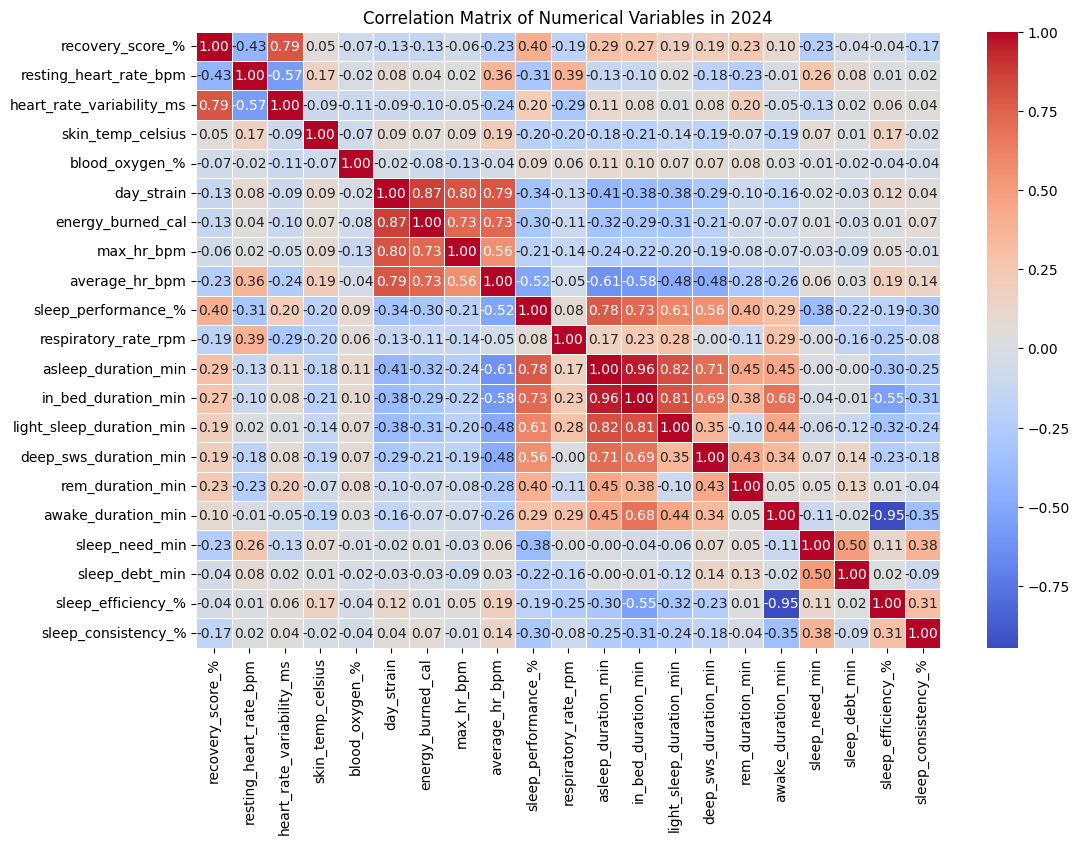 Correlation Matrix of Numerical Variables in 2024
recovery_score_% 1.00 -0.43 0.79 0.05 -0.07 -0.13 -0.13 -0.06 -0.23 0.40 -0.19 0.29 0.27 0.19 0.19 0.23 0.10 -0.23 -0.04 -0.04 -0.17
resting_heart_rate_bpm -0.43 1.00 -0.57 0.17 -0.02 0.08 0.04 0.02 0.36 -0.31 0.39 -0.13 -0.10 0.02 -0.18 -0.23 -0.01 0.26 0.08 0.01 0.02
heart_rate_variability_ms 0.79 -0.57 1.00 -0.09 -0.11 -0.09 -0.10 -0.05 -0.24 0.20 -0.29 0.11 0.08 0.01 0.08 0.20 -0.05 -0.13 0.02 0.06 0.04
skin_temp_celsius 0.05 0.17 -0.09 1.00 -0.07 0.09 0.07 0.09 0.19 -0.20 -0.20 -0.18 -0.21 -0.14 -0.19 -0.07 -0.19 0.07 0.01 0.17 -0.02
blood_oxygen_% -0.07 -0.02 -0.11 -0.07 1.00 -0.02 -0.08 -0.13 -0.04 0.09 0.06 0.11 0.10 0.07 0.07 0.08 0.03 -0.01 -0.02 -0.04 -0.04
day_strain -0.13 0.08 -0.09 0.09 -0.02 1.00 0.87 0.80 0.79 -0.34 -0.13 -0.41 -0.38 -0.38 -0.29 -0.10 -0.16 -0.02 -0.03 0.12 0.04
energy_burned_cal -0.13 0.04 -0.10 0.07 -0.08 0.87 1.00 0.73 0.73 -0.30 -0.11 -0.32 -0.29 -0.31 -0.21 -0.07 -0.07 0.01 -0.03 0.01 0.07
max_hr_bpm -0.06 0.02 -0.05 0.09 -0.13 0.80 0.73 1.00 0.56 -0.21 -0.14 -0.24 -0.22 -0.20 -0.19 -0.08 -0.07 -0.03 -0.09 0.05 -0.01
average_hr_bpm -0.23 0.36 -0.24 0.19 -0.04 0.79 0.73 0.56 1.00 -0.52 -0.05 -0.61 -0.58 -0.48 -0.48 -0.28 -0.26 0.06 0.03 0.19 0.14
sleep_performance_% 0.40 -0.31 0.20 -0.20 0.09 -0.34 -0.30 -0.21 -0.52 1.00 0.08 0.78 0.73 0.61 0.56 0.40 0.29 -0.38 -0.22 -0.19 -0.30
respiratory_rate_rpm -0.19 0.39 -0.29 -0.20 0.06 -0.13 -0.11 -0.14 -0.05 0.08 1.00 0.17 0.23 0.28 -0.00 -0.11 0.29 -0.00 -0.16 -0.25 -0.08
asleep_duration_min 0.29 -0.13 0.11 -0.18 0.11 -0.41 -0.32 -0.24 -0.61 0.78 0.17 1.00 0.96 0.82 0.71 0.45 0.45 -0.00 -0.00 -0.30 -0.25
in_bed_duration_min 0.27 -0.10 0.08 -0.21 0.10 -0.38 -0.29 -0.22 -0.58 0.73 0.23 0.96 1.00 0.81 0.69 0.38 0.68 -0.04 -0.01 -0.55 -0.31
light_sleep_duration_min 0.19 0.02 0.01 -0.14 0.07 -0.38 -0.31 -0.20 -0.48 0.61 0.28 0.82 0.81 1.00 0.35 -0.10 0.44 -0.06 -0.12 -0.32 -0.24
deep_sws_duration_min 0.19 -0.18 0.08 -0.19 0.07 -0.29 -0.21 -0.19 -0.48 0.56 -0.00 0.71 0.69 0.35 1.00 0.43 0.34 0.07 0.14 -0.23 -0.18
rem_duration_min 0.23 -0.23 0.20 -0.07 0.08 -0.10 -0.07 -0.08 -0.28 0.40 -0.11 0.45 0.38 -0.10 0.43 1.00 0.05 0.05 0.13 0.01 -0.04
awake_duration_min 0.10 -0.01 -0.05 -0.19 0.03 -0.16 -0.07 -0.07 -0.26 0.29 0.29 0.45 0.68 0.44 0.34 0.05 1.00 -0.11 -0.02 -0.95 -0.35
sleep_need_min -0.23 0.26 -0.13 0.07 -0.01 -0.02 0.01 -0.03 0.06 -0.38 -0.00 -0.00 -0.04 -0.06 0.07 0.05 -0.11 1.00 0.50 0.11 0.38
sleep_debt_min -0.04 0.08 0.02 0.01 -0.02 -0.03 -0.03 -0.09 0.03 -0.22 -0.16 -0.00 -0.01 -0.12 0.14 0.13 -0.02 0.50 1.00 0.02 -0.09
sleep_efficiency_% -0.04 0.01 0.06 0.17 -0.04 0.12 0.01 0.05 0.19 -0.19 -0.25 -0.30 -0.55 -0.32 -0.23 0.01 -0.95 0.11 0.02 1.00 0.31
sleep_consistency_% -0.17 0.02 0.04 -0.02 -0.04 0.04 0.07 -0.01 0.14 -0.30 -0.08 -0.25 -0.31 -0.24 -0.18 -0.04 -0.35 0.38 -0.09 0.31 1.00
recovery_score_%
resting_heart_rate_bpm
heart_rate_variability_ms
skin_temp_celsius
blood_oxygen_%
day_strain
energy_burned_cal
max_hr_bpm
average_hr_bpm
sleep_performance_%
respiratory_rate_rpm
asleep_duration_min
in_bed_duration_min
light_sleep_duration_min
deep_sws_duration_min
rem_duration_min
awake_duration_min
sleep_need_min
sleep_debt_min
sleep_efficiency_%
sleep_consistency_%
1.00
0.75
0.50
0.25
0.00
−0.25
−0.50
−0.75